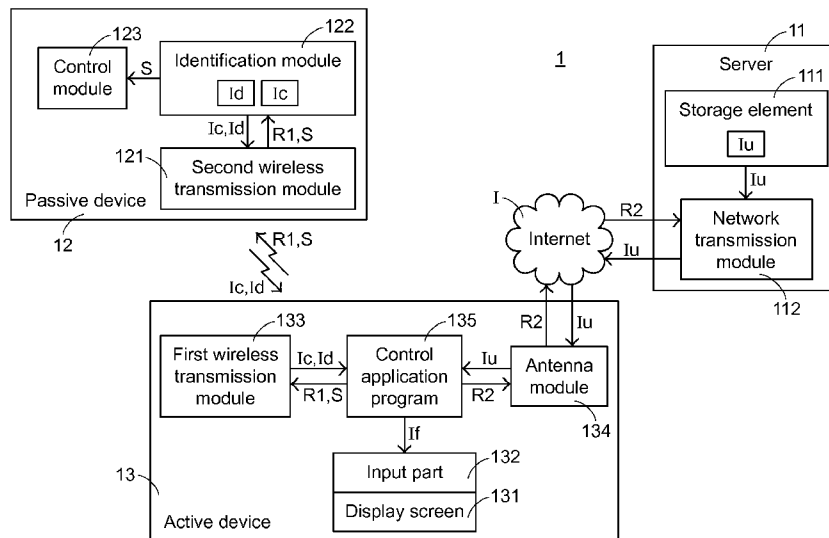 123
122
Control
module
S
Identification module
Id
Ic
Ic,Id
R1,S
121
Second wireless
transmission module
Passive device
12
1
11
Server
111
Storage element
Iu
Iu
Network
transmission
module
112
I
Internet
R2
Iu
R1,S
Ic,Id
R2
Iu
133
135
First wireless
transmission
module
Ic,Id
R1,S
Control
application
program
Iu
R2
Antenna
module
134
If
132
Input part
131
Display screen
13
Active device